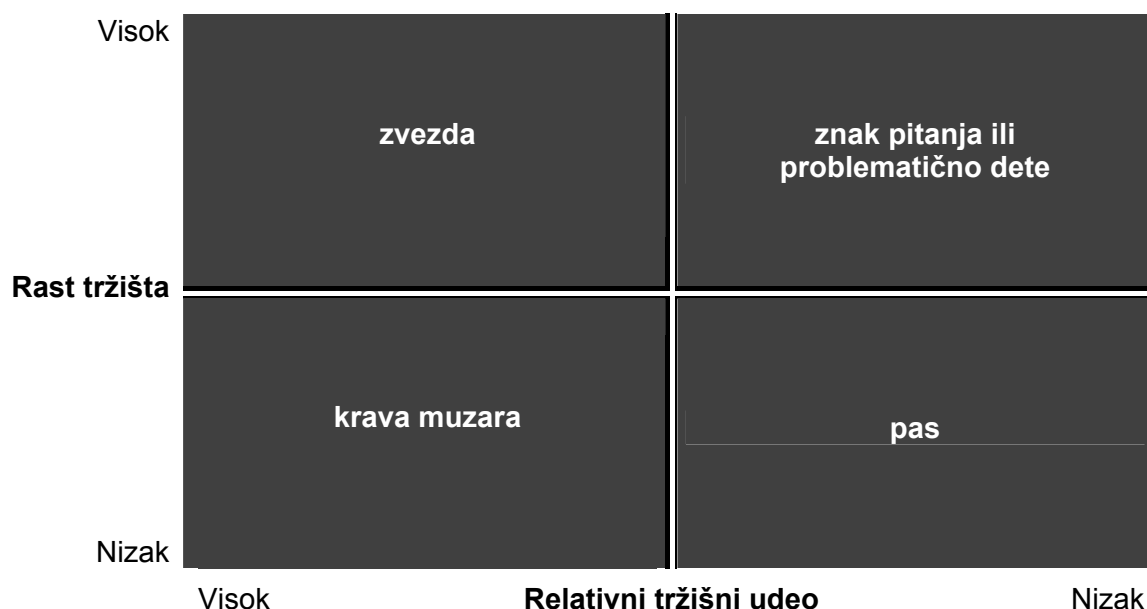 Visok
zvezda
znak pitanja ili
problematično dete
Rast tržišta
krava muzara
pas
Nizak
Visok
Relativni tržišni udeo
Nizak